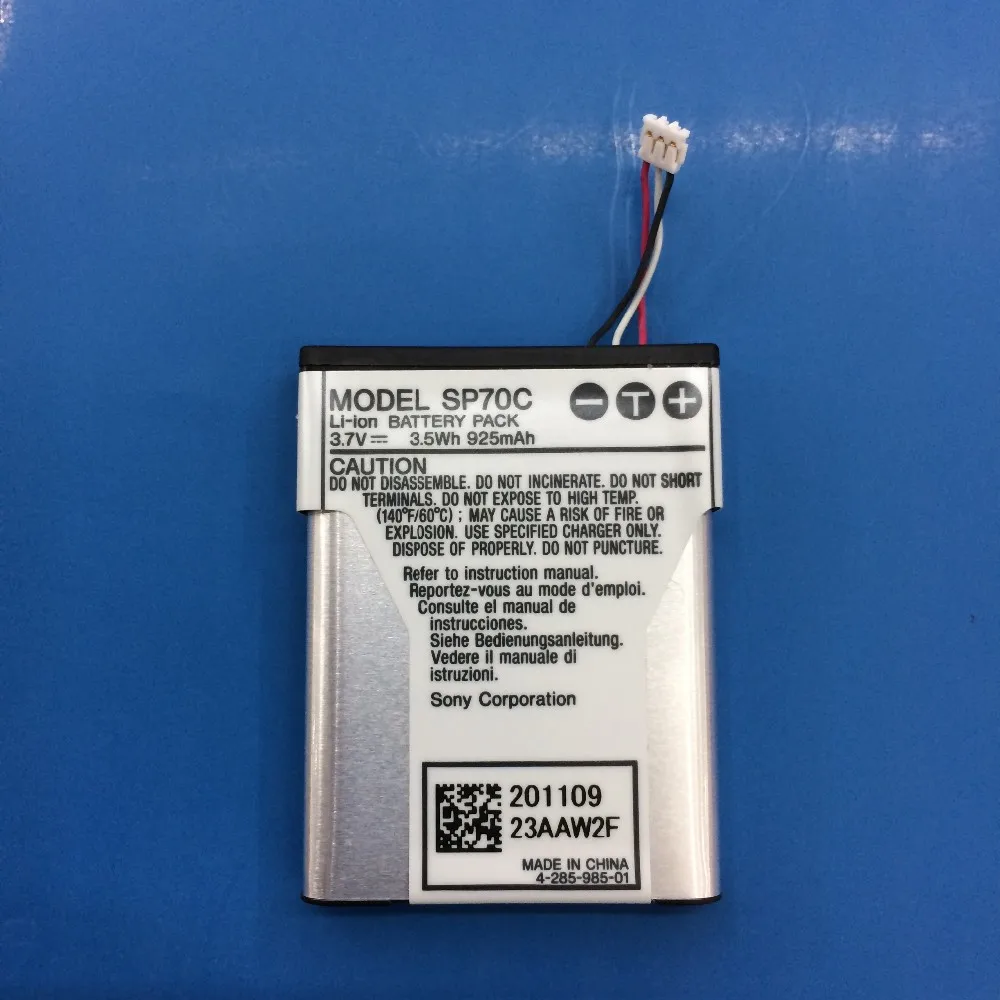 MODEL SP70C
Li-ion BATTERY PACK
3.7V⎓ 3.5Wh 925mAh
− T +
CAUTION
DO NOT DISASSEMBLE. DO NOT INCINERATE. DO NOT SHORT
TERMINALS. DO NOT EXPOSE TO HIGH TEMP.
(140°F/60°C) ; MAY CAUSE A RISK OF FIRE OR
EXPLOSION. USE SPECIFIED CHARGER ONLY.
DISPOSE OF PROPERLY. DO NOT PUNCTURE.
Refer to instruction manual.
Reportez-vous au mode d'emploi.
Consulte el manual de
instrucciones.
Siehe Bedienungsanleitung.
Vedere il manuale di
istruzioni.
Sony Corporation
201109
23AAW2F
MADE IN CHINA
4-285-985-01